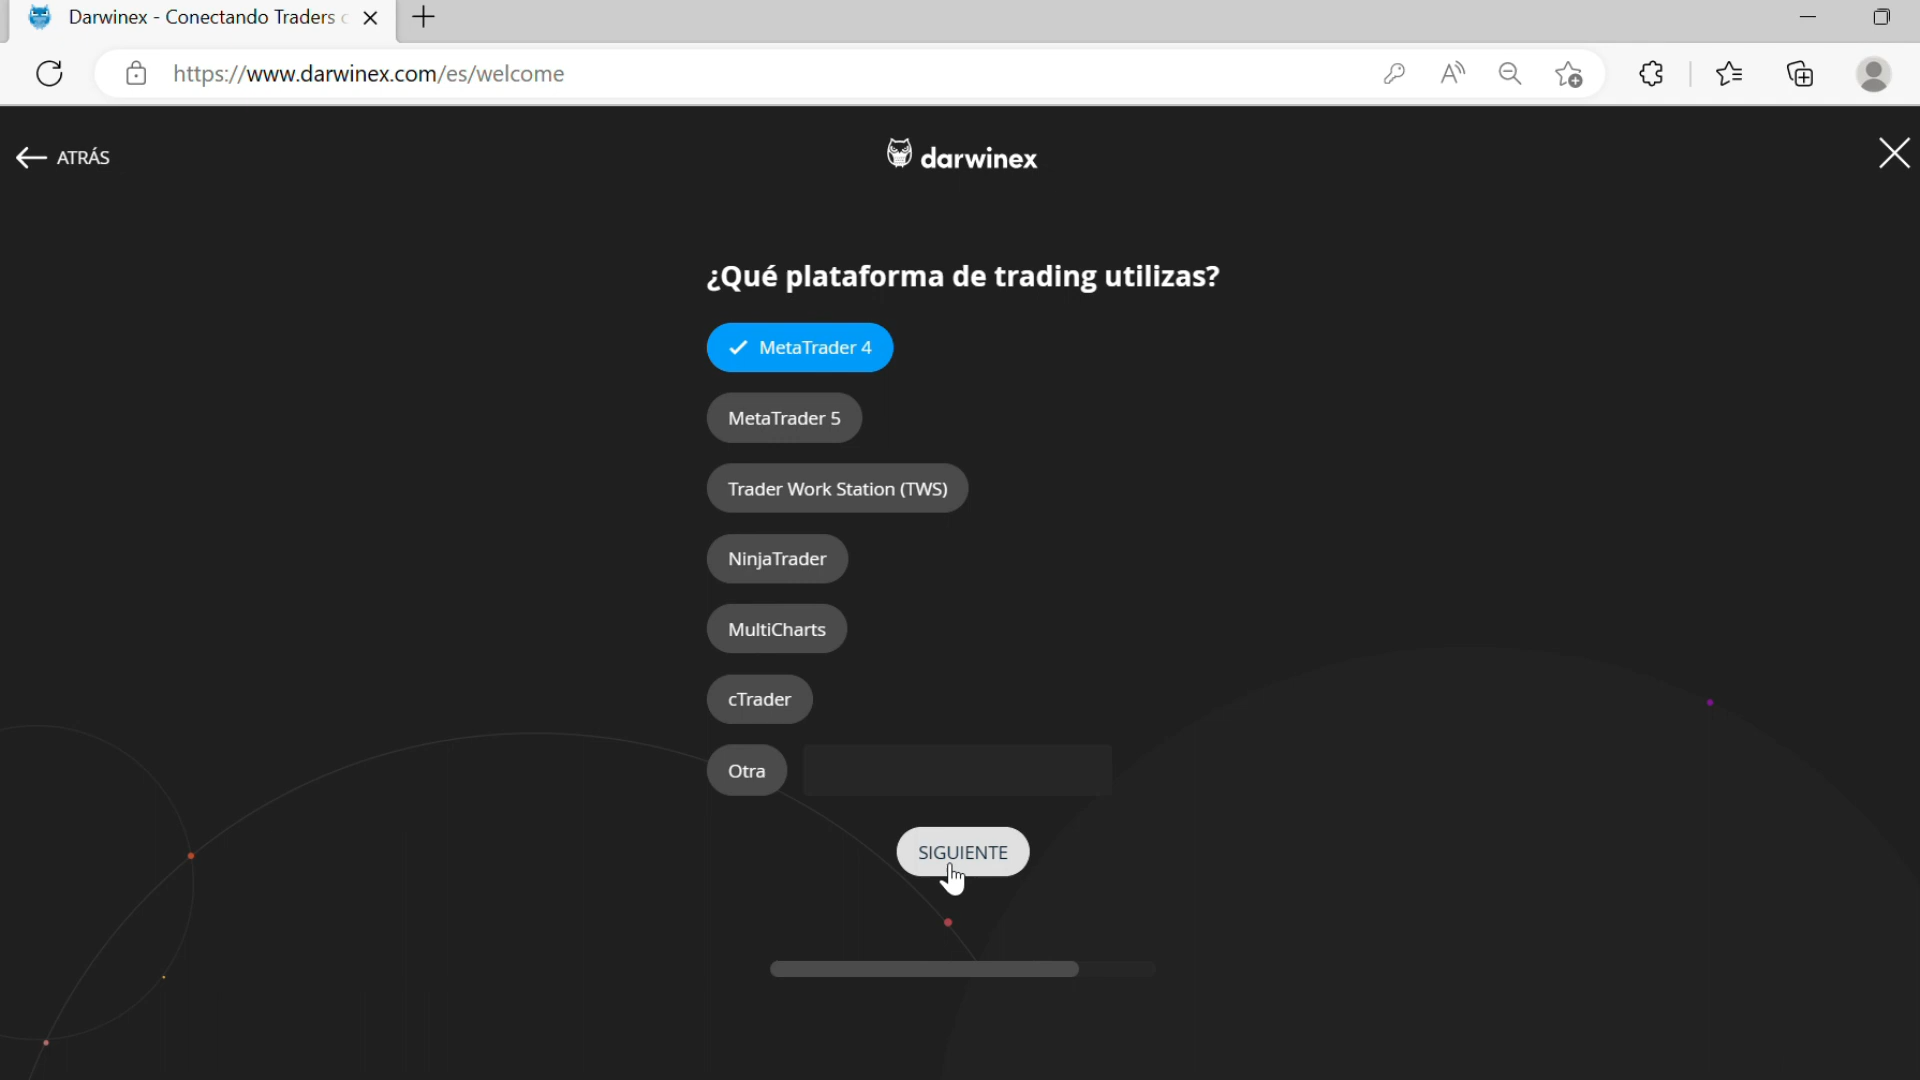 Darwinex - Conectando Traders
https://www.darwinex.com/es/welcome
ATRÁS
darwinex
¿Qué plataforma de trading utilizas?
MetaTrader 4
MetaTrader 5
Trader Work Station (TWS)
NinjaTrader
MultiCharts
cTrader
Otra
SIGUIENTE